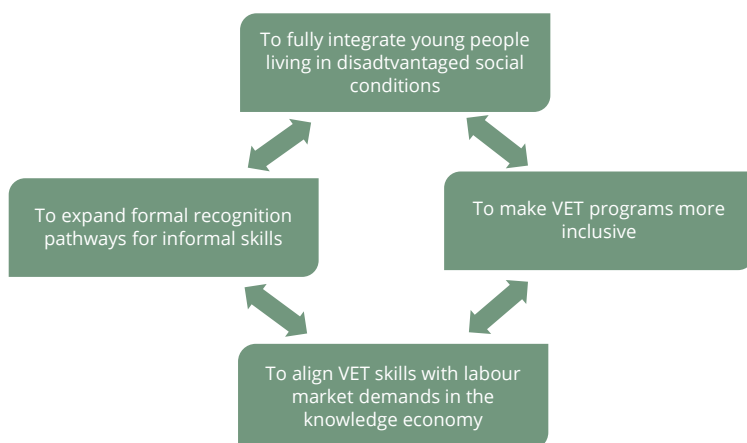 To fully integrate young people
living in disadtvantaged social
conditions
To expand formal recognition
pathways for informal skills
To make VET programs more
inclusive
To align VET skills with labour
market demands in the
knowledge economy